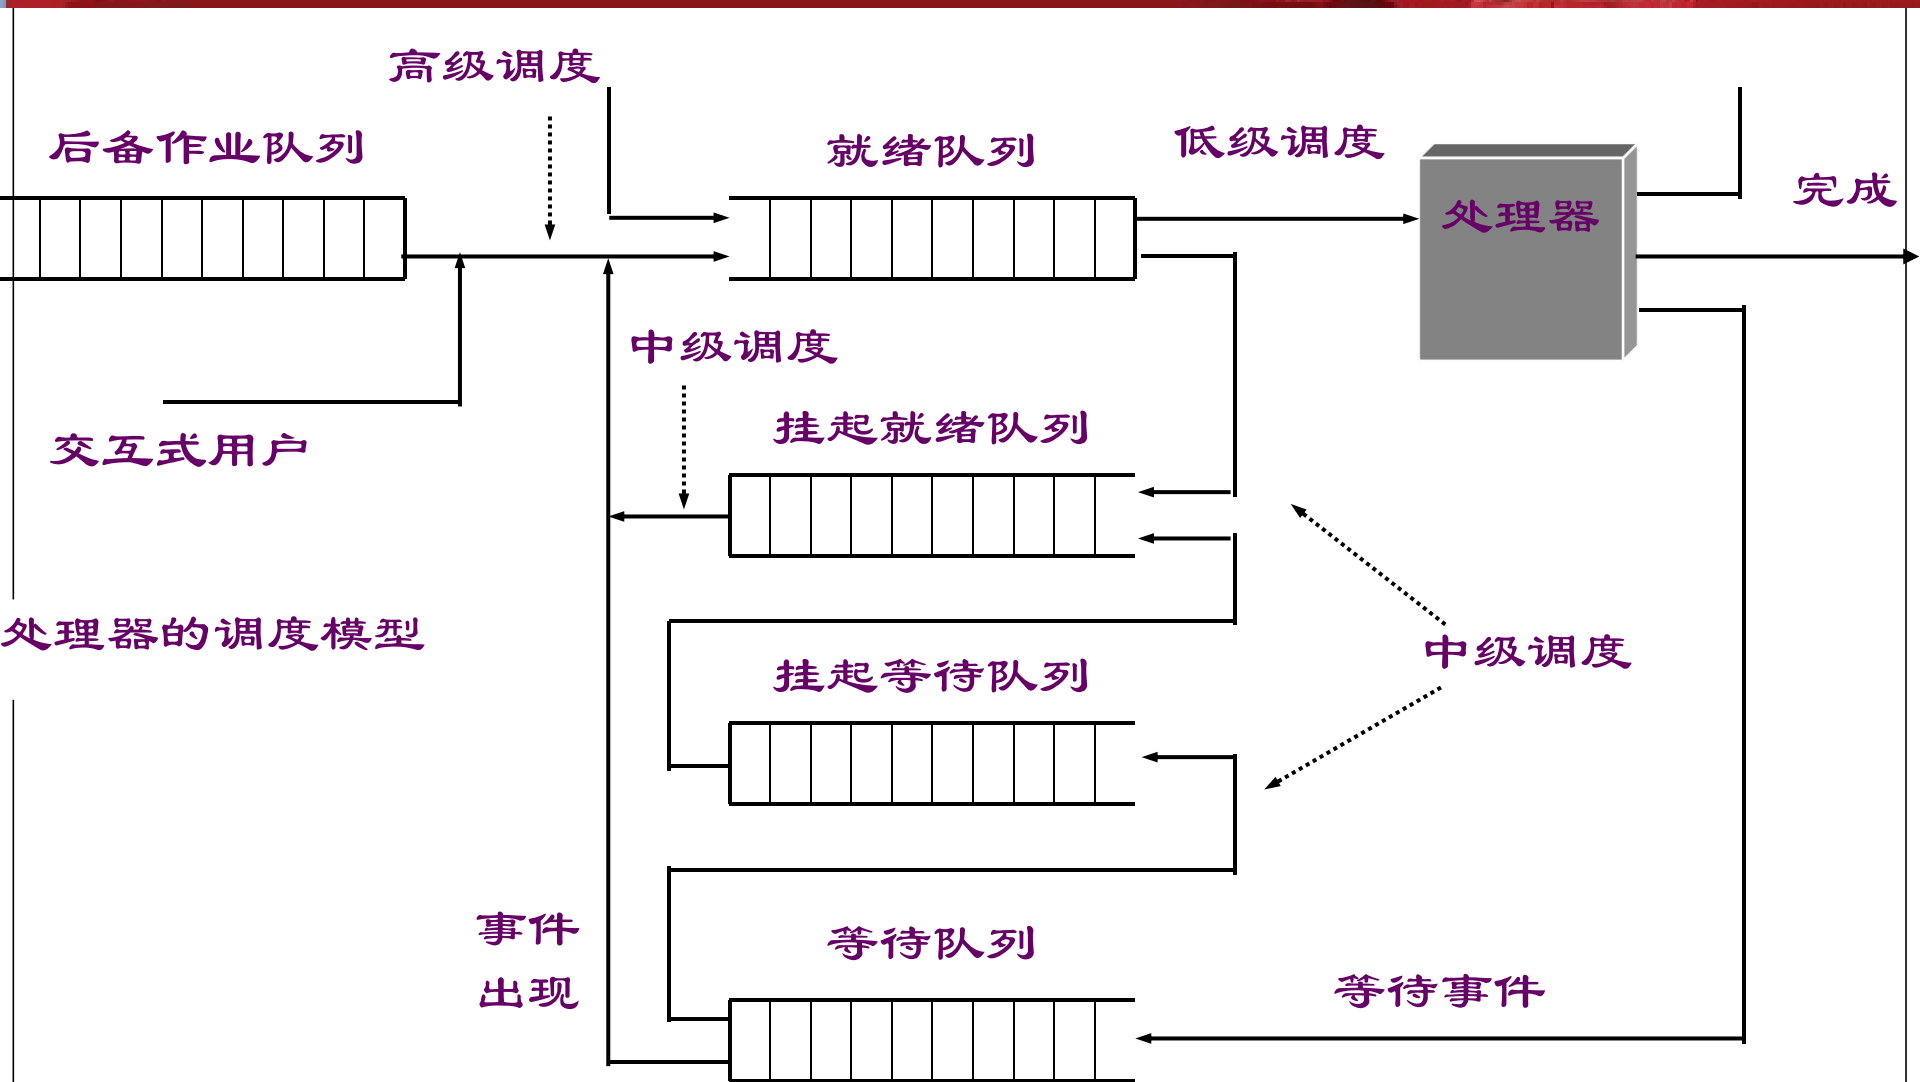 高级调度
后备作业队列
就绪队列
低级调度
处理器
完成
中级调度
挂起就绪队列
交互式用户
处理器的调度模型
中级调度
挂起等待队列
事件
出现
等待队列
等待事件